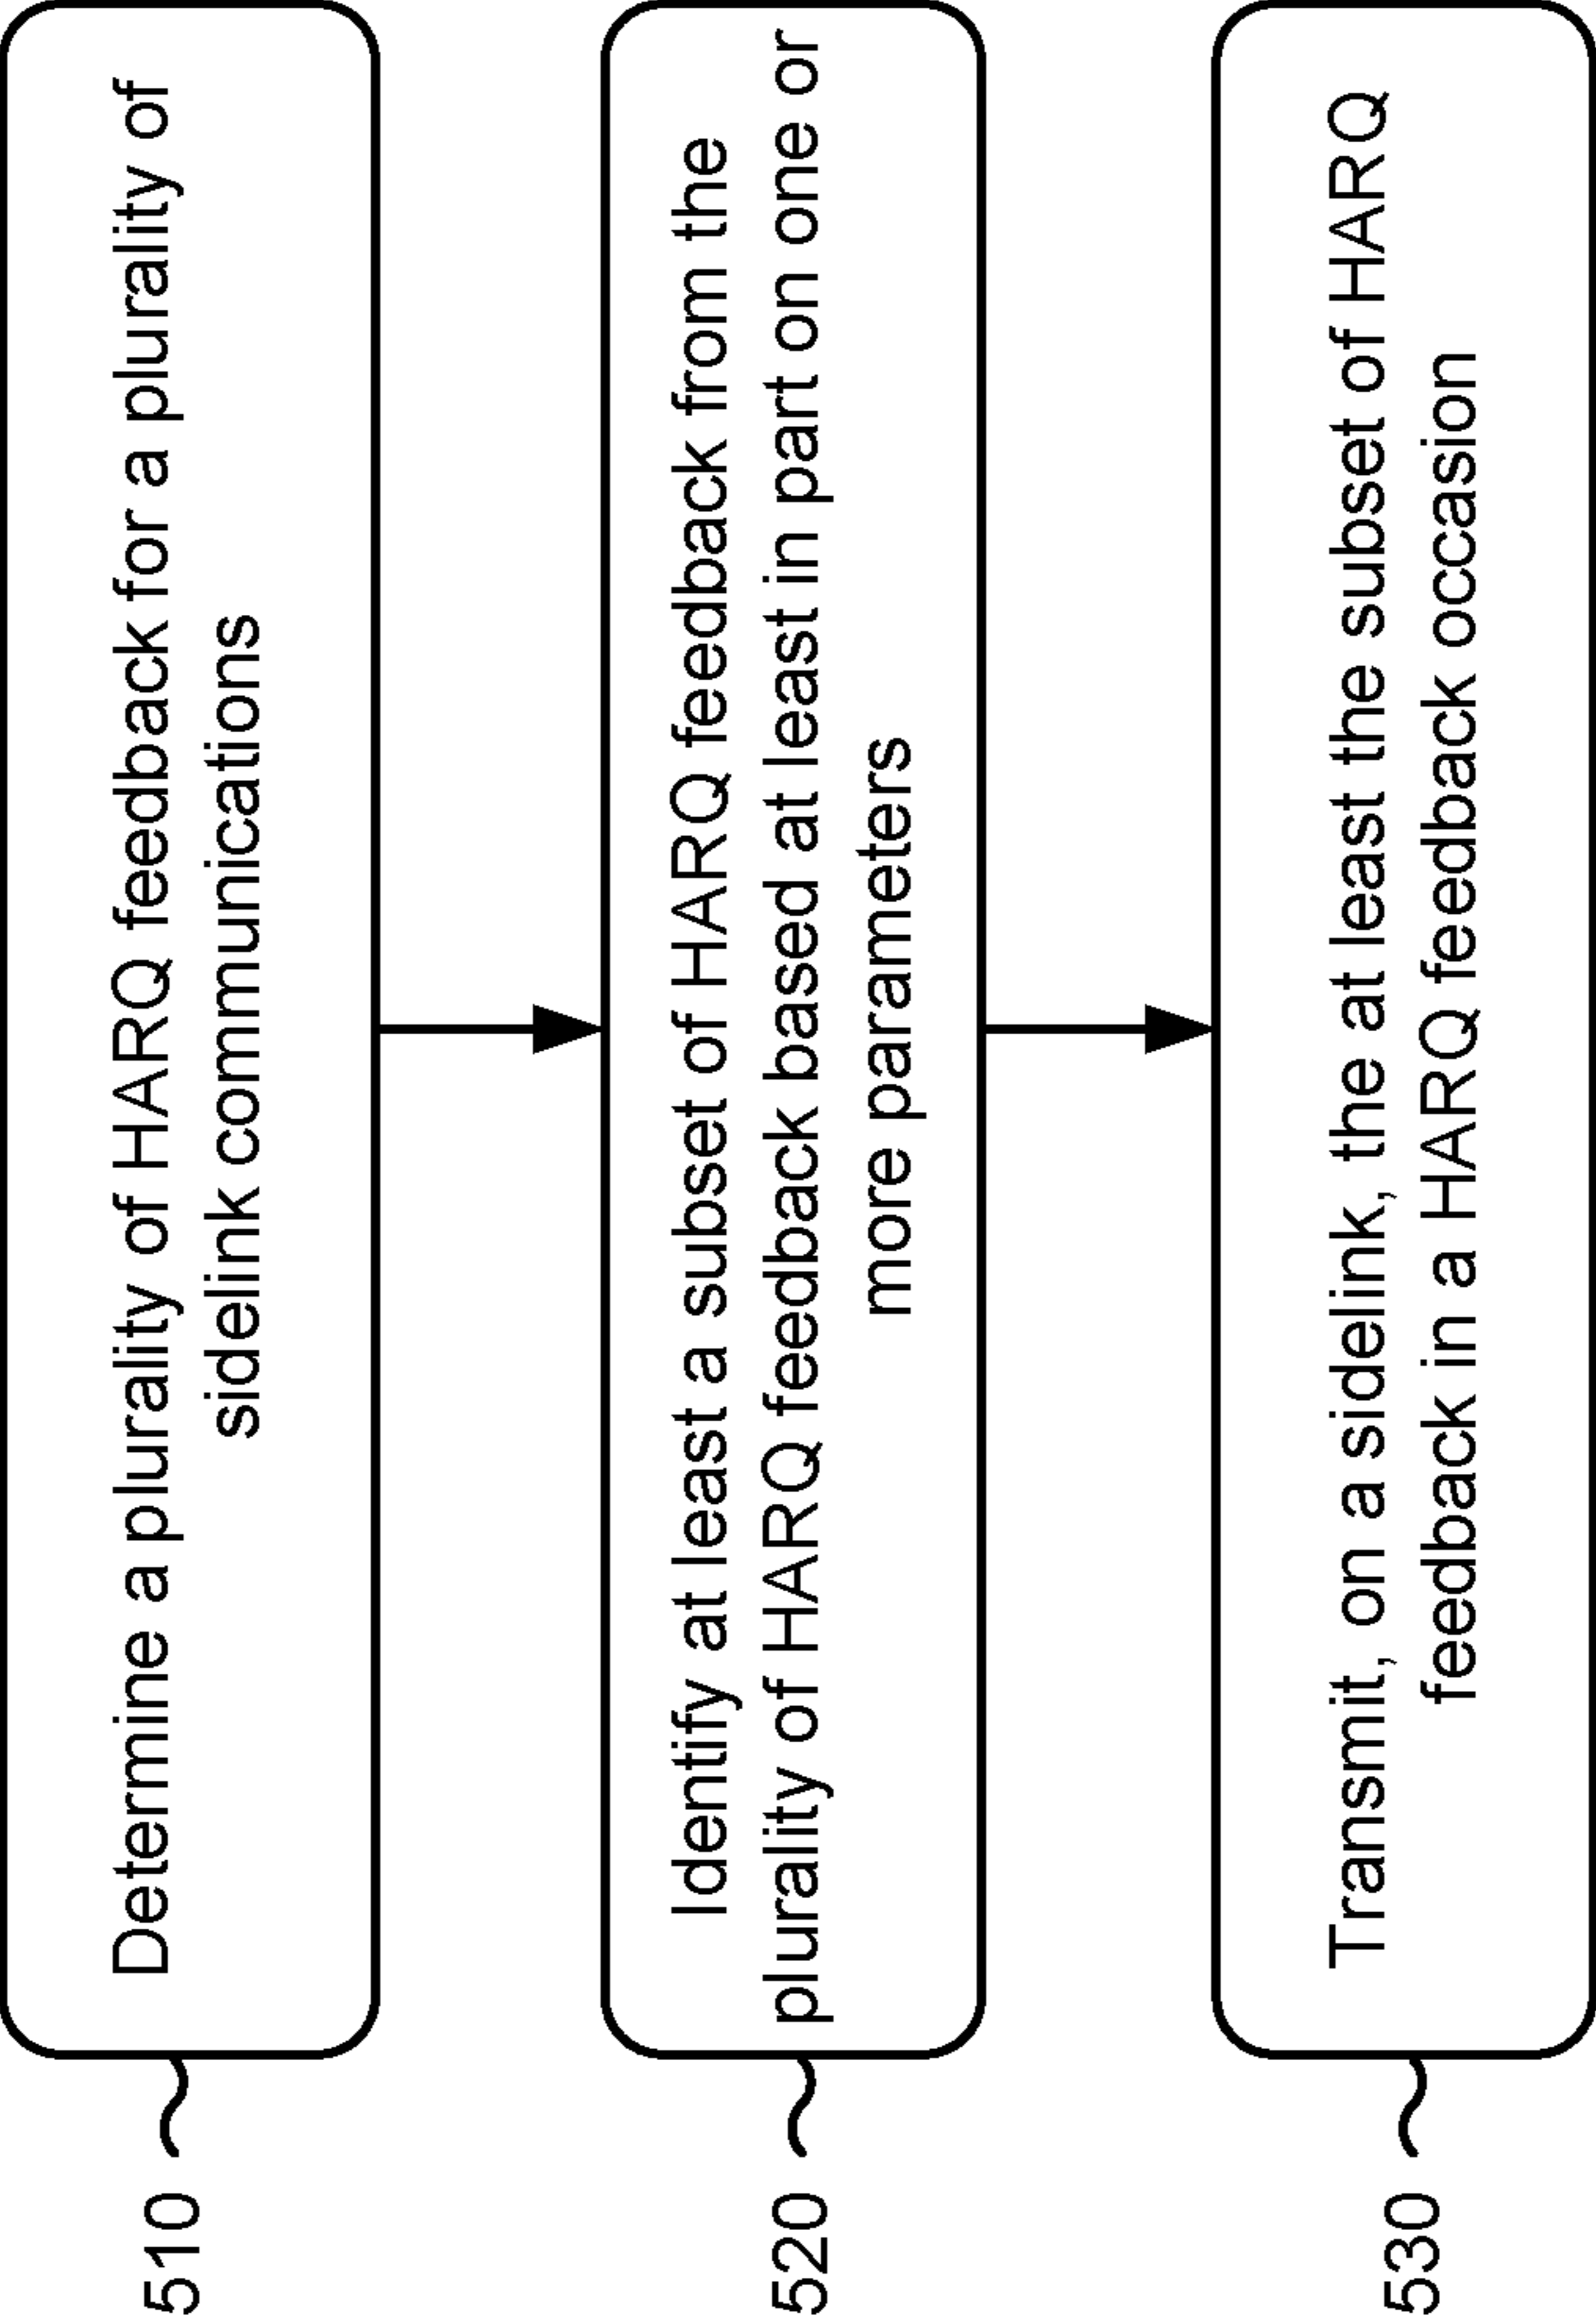 510
Determine a plurality of HARQ feedback for a plurality of
sidelink communications
520
Identify at least a subset of HARQ feedback from the
plurality of HARQ feedback based at least in part on one or
more parameters
530
Transmit, on a sidelink, the at least the subset of HARQ
feedback in a HARQ feedback occasion